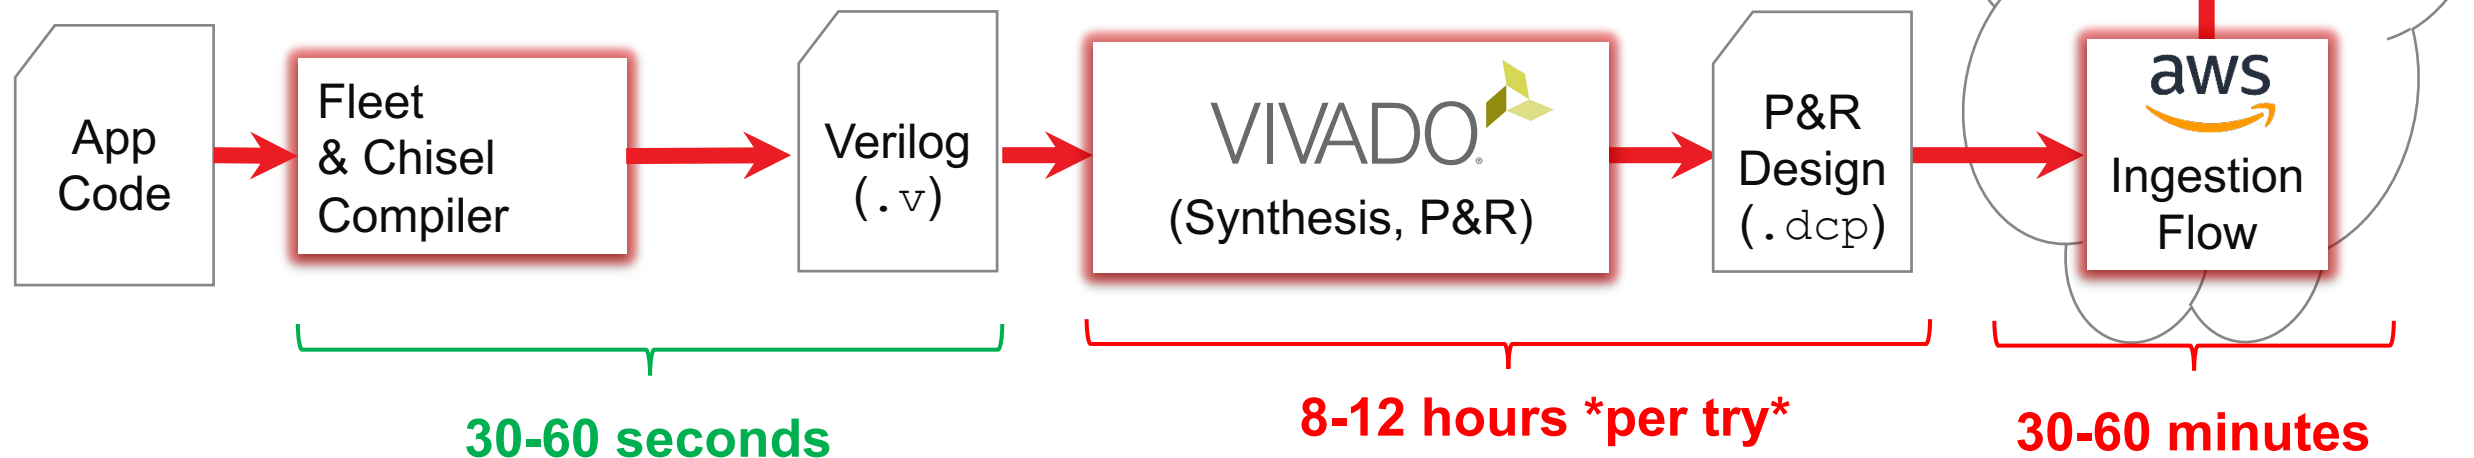 App
Code
Fleet
& Chisel
Compiler
Verilog
(.v)
VIVADO
(Synthesis, P&R)
P&R
Design
(.dcp)
aws
Ingestion
Flow
30-60 seconds
8-12 hours *per try*
30-60 minutes